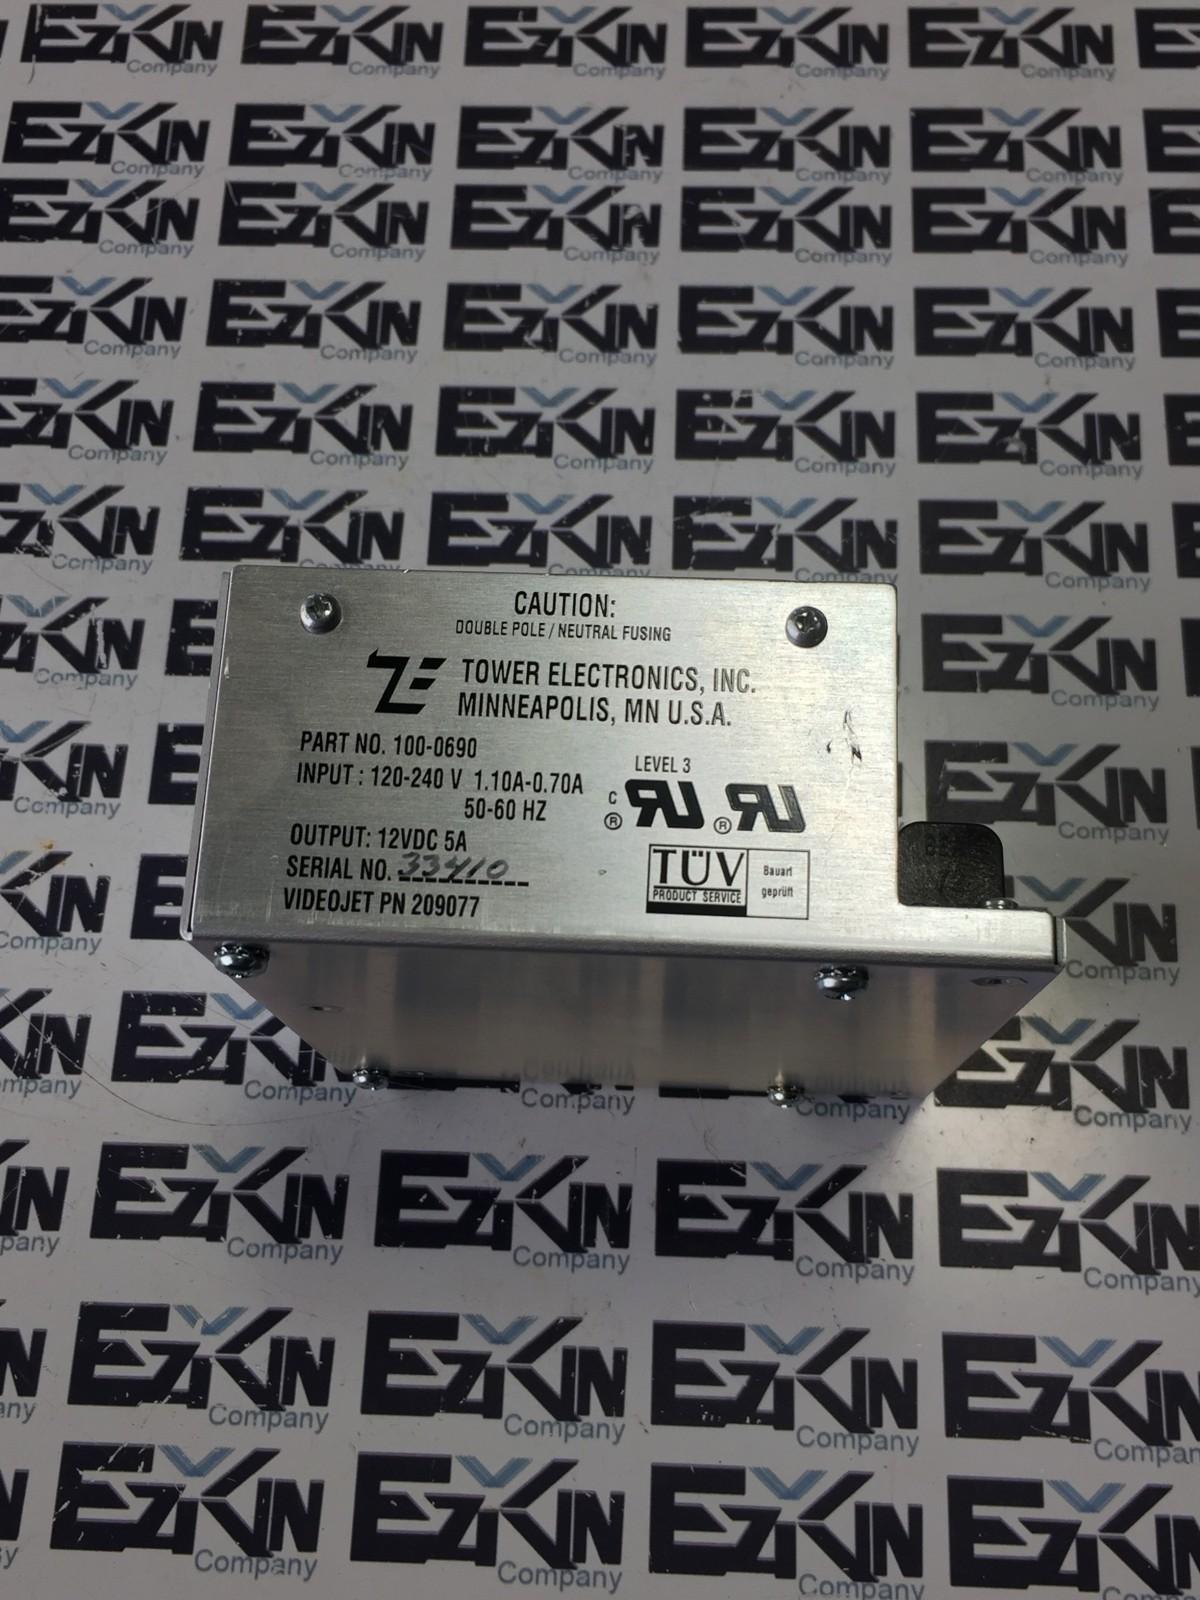 CAUTION:
DOUBLE POLE / NEUTRAL FUSING
TOWER ELECTRONICS, INC.
MINNEAPOLIS, MN U.S.A.
PART NO. 100-0690
INPUT : 120-240 V 1.10A-0.70A
50-60 HZ
OUTPUT: 12VDC 5A
SERIAL NO. 33410
VIDEOJET PN 209077
LEVEL 3
TÜV
PRODUCT SERVICE
Bauart
geprüft
EZKIN
Company